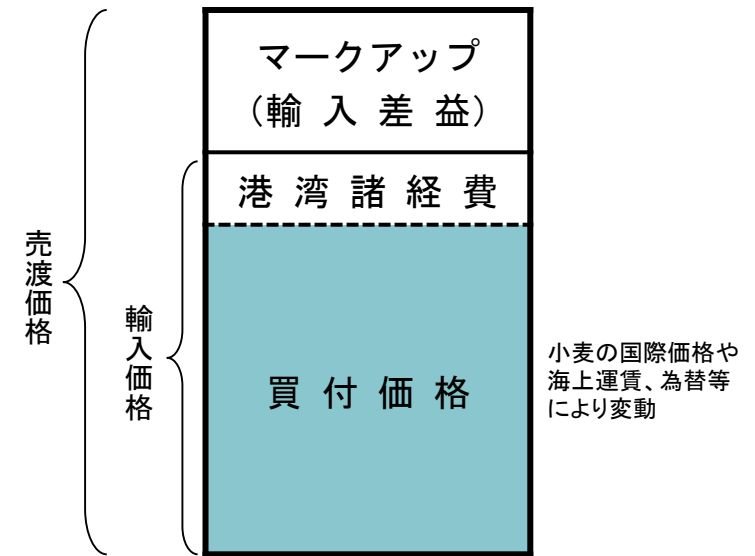 マークアップ
（輸入差益）
港湾諸経費
買付価格
売渡価格
輸入価格
小麦の国際価格や
海上運賃、為替等
により変動